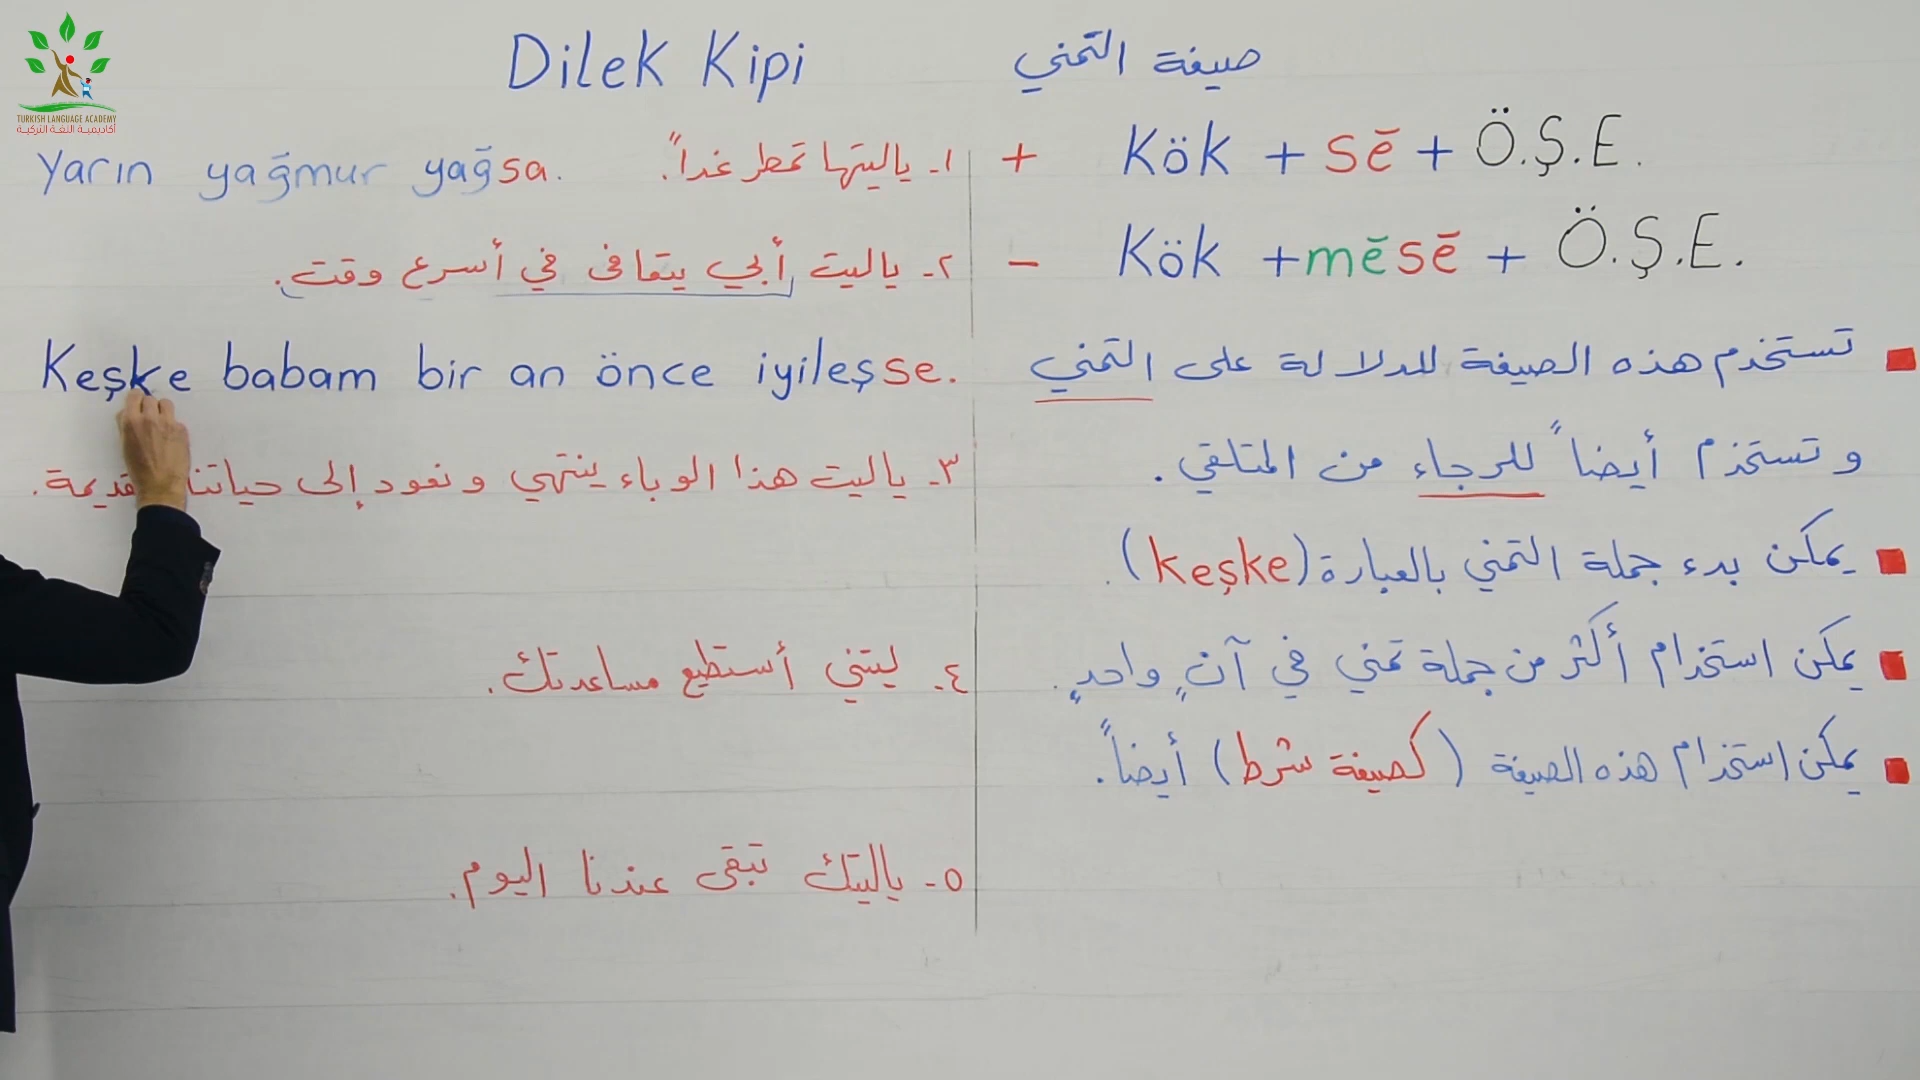 TURKISH LANGUAGE ACADEMY
أكاديمية اللغة التركية
Dilek Kipi صيغة التمني
+ Kök + sē + Ö.Ş.E.
- Kök +mēsē + Ö.Ş.E.
تستخدم هذه الصيغة للدلالة على التمني
وتستخدم أيضاً للرجاء من المتلقي.
يمكن بدء جملة التمني بالعبارة (keşke).
يمكن استخدام أكثر من جملة تمني في آنٍ واحدٍ.
يمكن استخدام هذه الصيغة (كصيغة شرط) أيضاً.
١- ياليتها تمطر غداً.
Yarın yağmur yağsa.
٢- ياليت أبي يتعافى في أسرع وقت.
Keşke babam bir an önce iyileşse.
٣- ياليت هذا الوباء ينتهي ونعود إلى
٤- ليتني أستطيع مساعدتك.
٥- ياليتك تبقى عندنا اليوم.